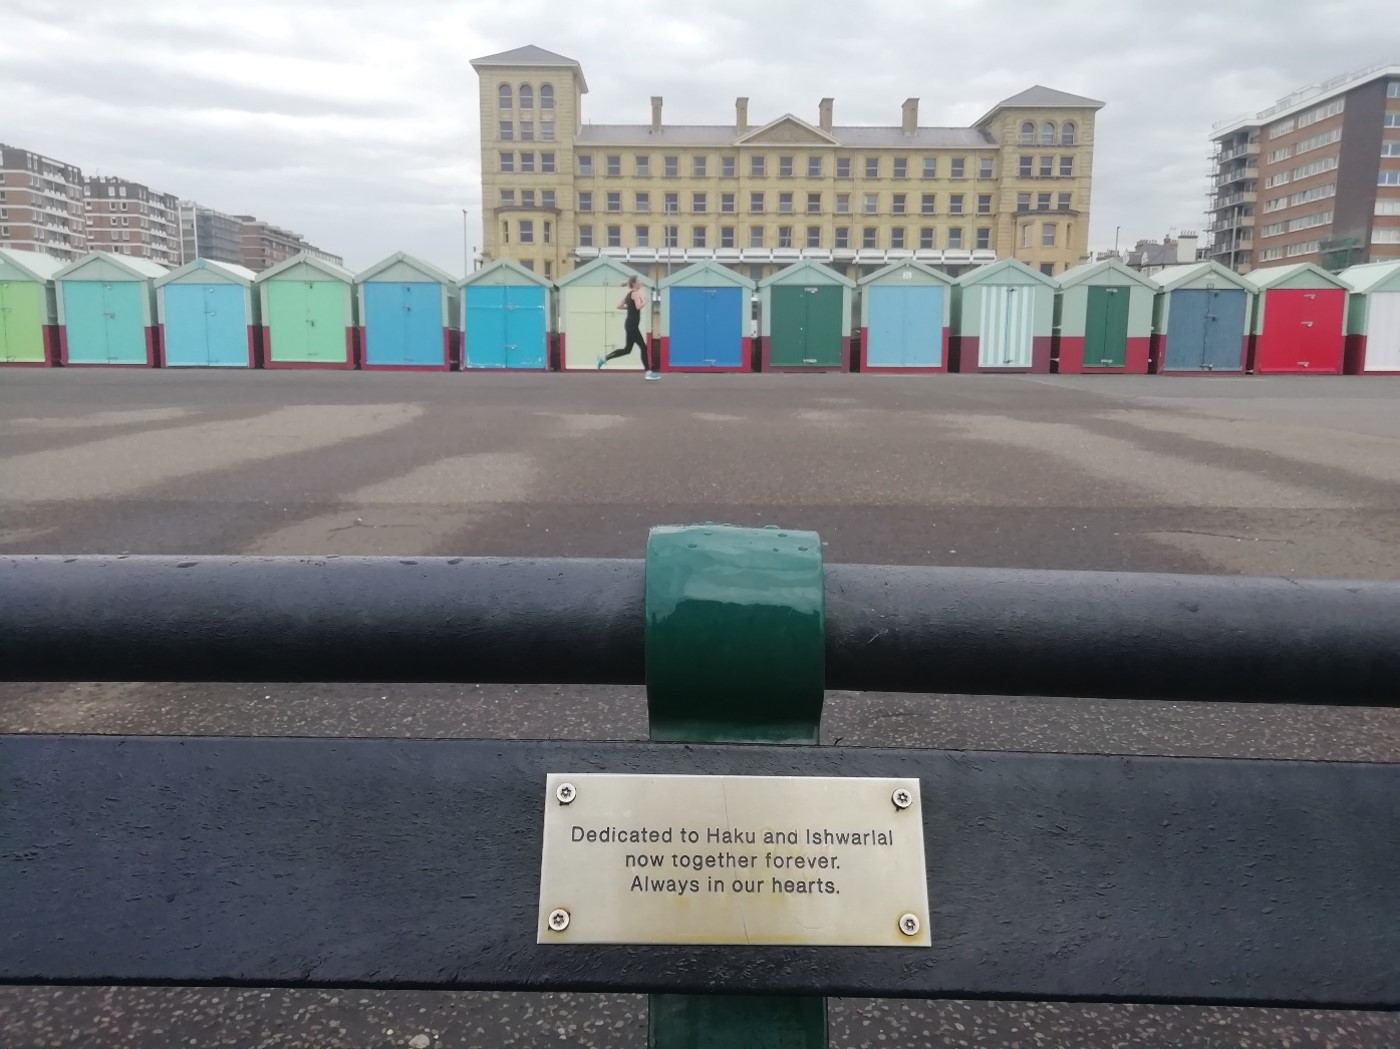 Dedicated to Haku and Ishwarlal
now together forever.
Always in our hearts.